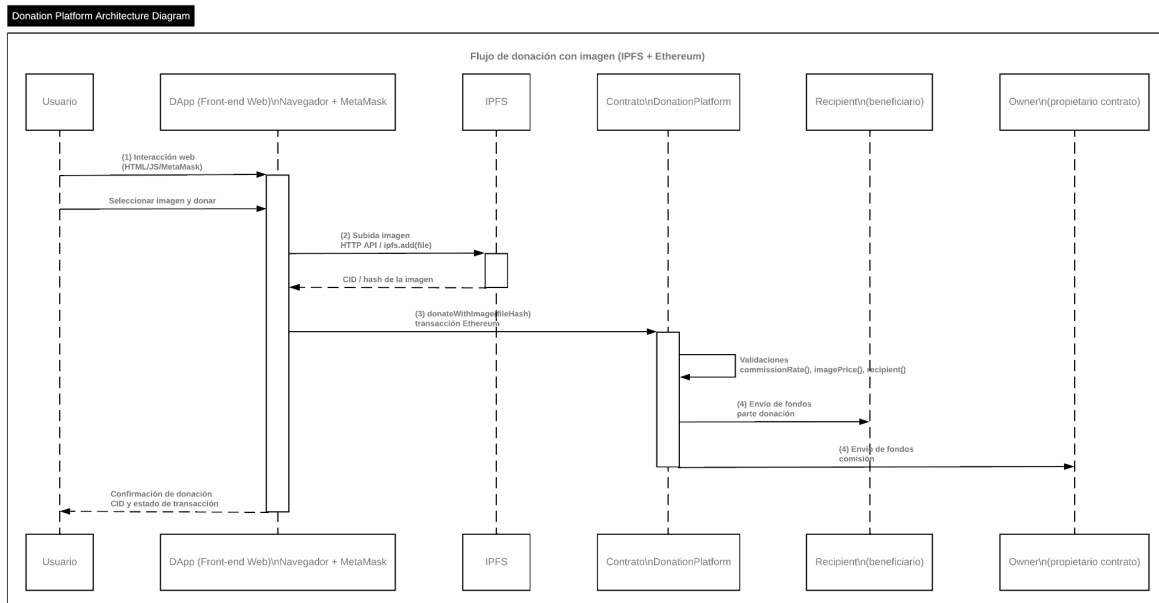 Donation Platform Architecture Diagram
Flujo de donación con imagen (IPFS + Ethereum)
Usuario
DApp (Front-end Web)\nNavegador + MetaMask
IPFS
Contrato\nDonationPlatform
Recipient\n(beneficiario)
Owner\n(propietario contrato)
(1) Interacción web
(HTML/JS/MetaMask)
Seleccionar imagen y donar
(2) Subida imagen
HTTP API / ipfs.add(file)
CID / hash de la imagen
(3) donateWithImage(fileHash)
transacción Ethereum
Validaciones
commissionRate(), imagePrice(), recipient()
(4) Envío de fondos
parte donación
(4) Envío de fondos
comisión
Confirmación de donación
CID y estado de transacción
Usuario
DApp (Front-end Web)\nNavegador + MetaMask
IPFS
Contrato\nDonationPlatform
Recipient\n(beneficiario)
Owner\n(propietario contrato)